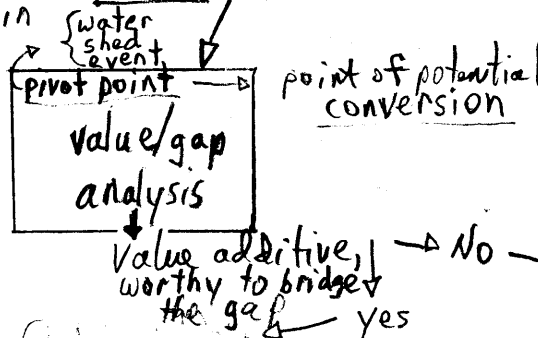 in
water
shed
event
pivot point
point of potential
conversion
value/gap
analysis
Value additive,
worthy to bridge
the gap
No
yes